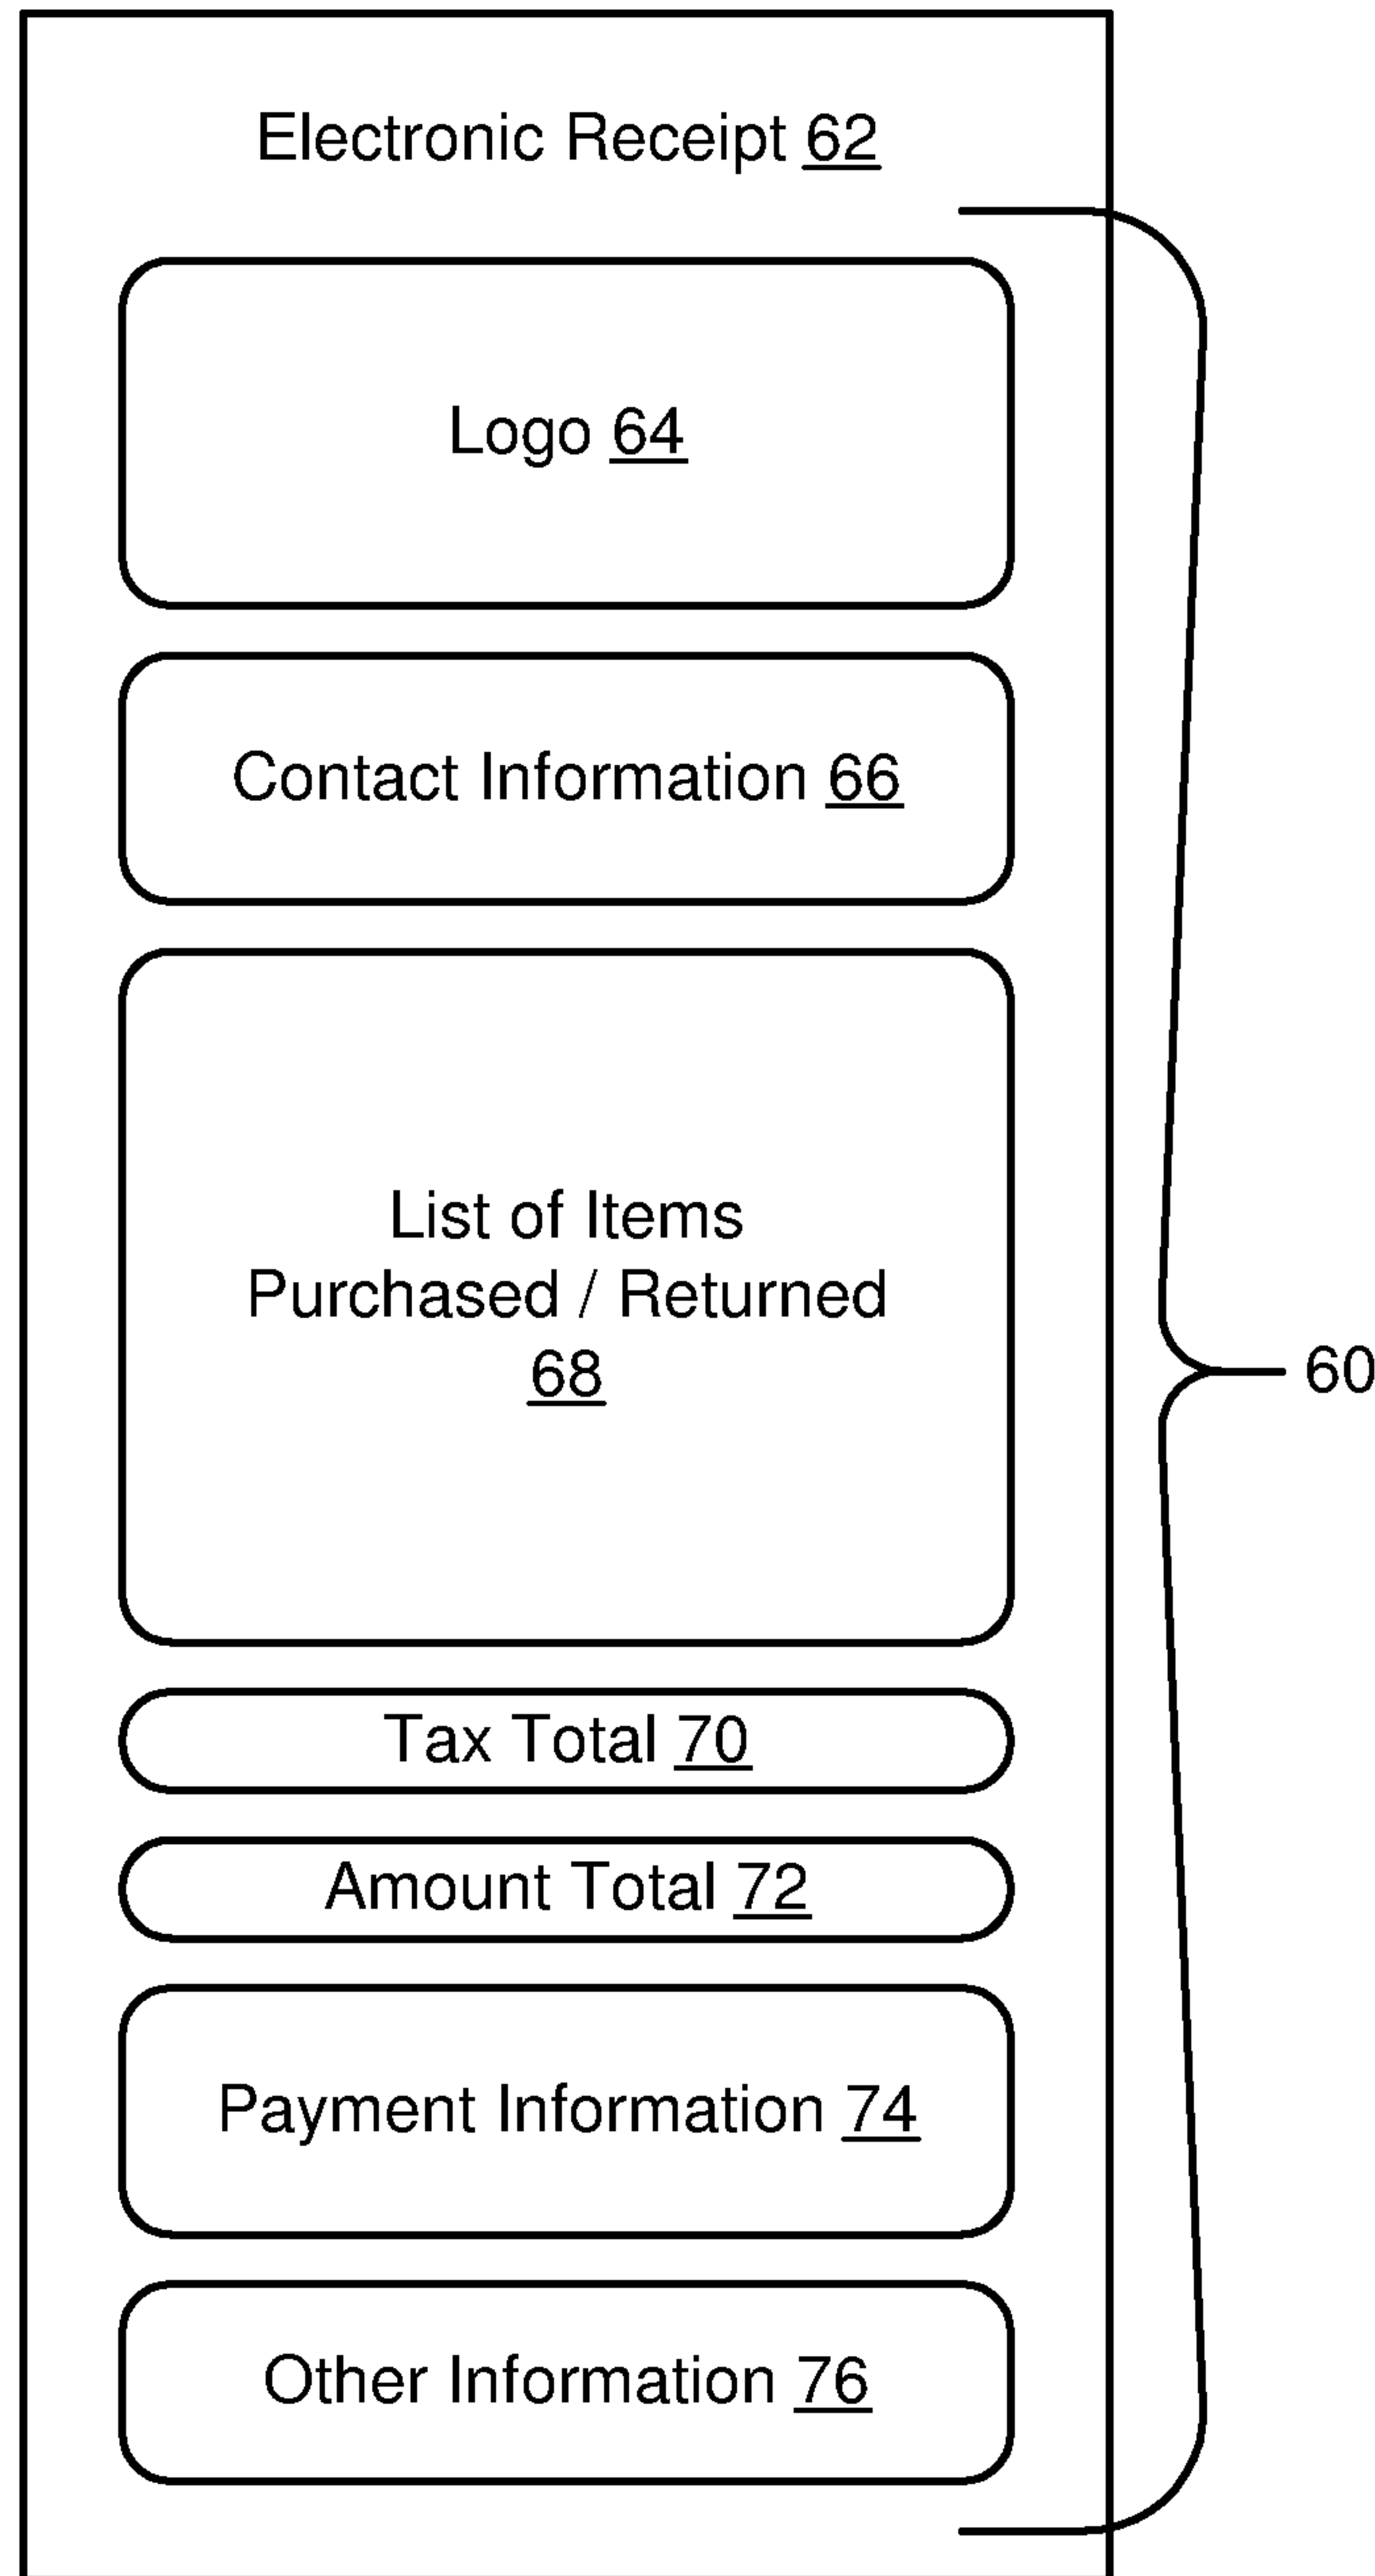 Electronic Receipt 62
Logo 64
Contact Information 66
List of Items
Purchased / Returned
68
60
Tax Total 70
Amount Total 72
Payment Information 74
Other Information 76